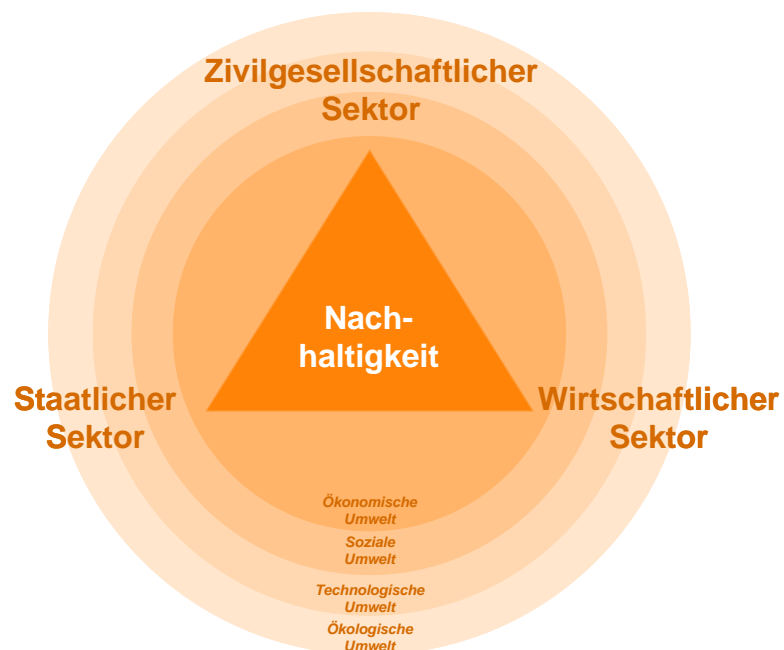 Zivilgesellschaftlicher
Sektor
Nach-
haltigkeit
Staatlicher
Sektor
Wirtschaftlicher
Sektor
Ökonomische
Umwelt
Soziale
Umwelt
Technologische
Umwelt
Ökologische
Umwelt